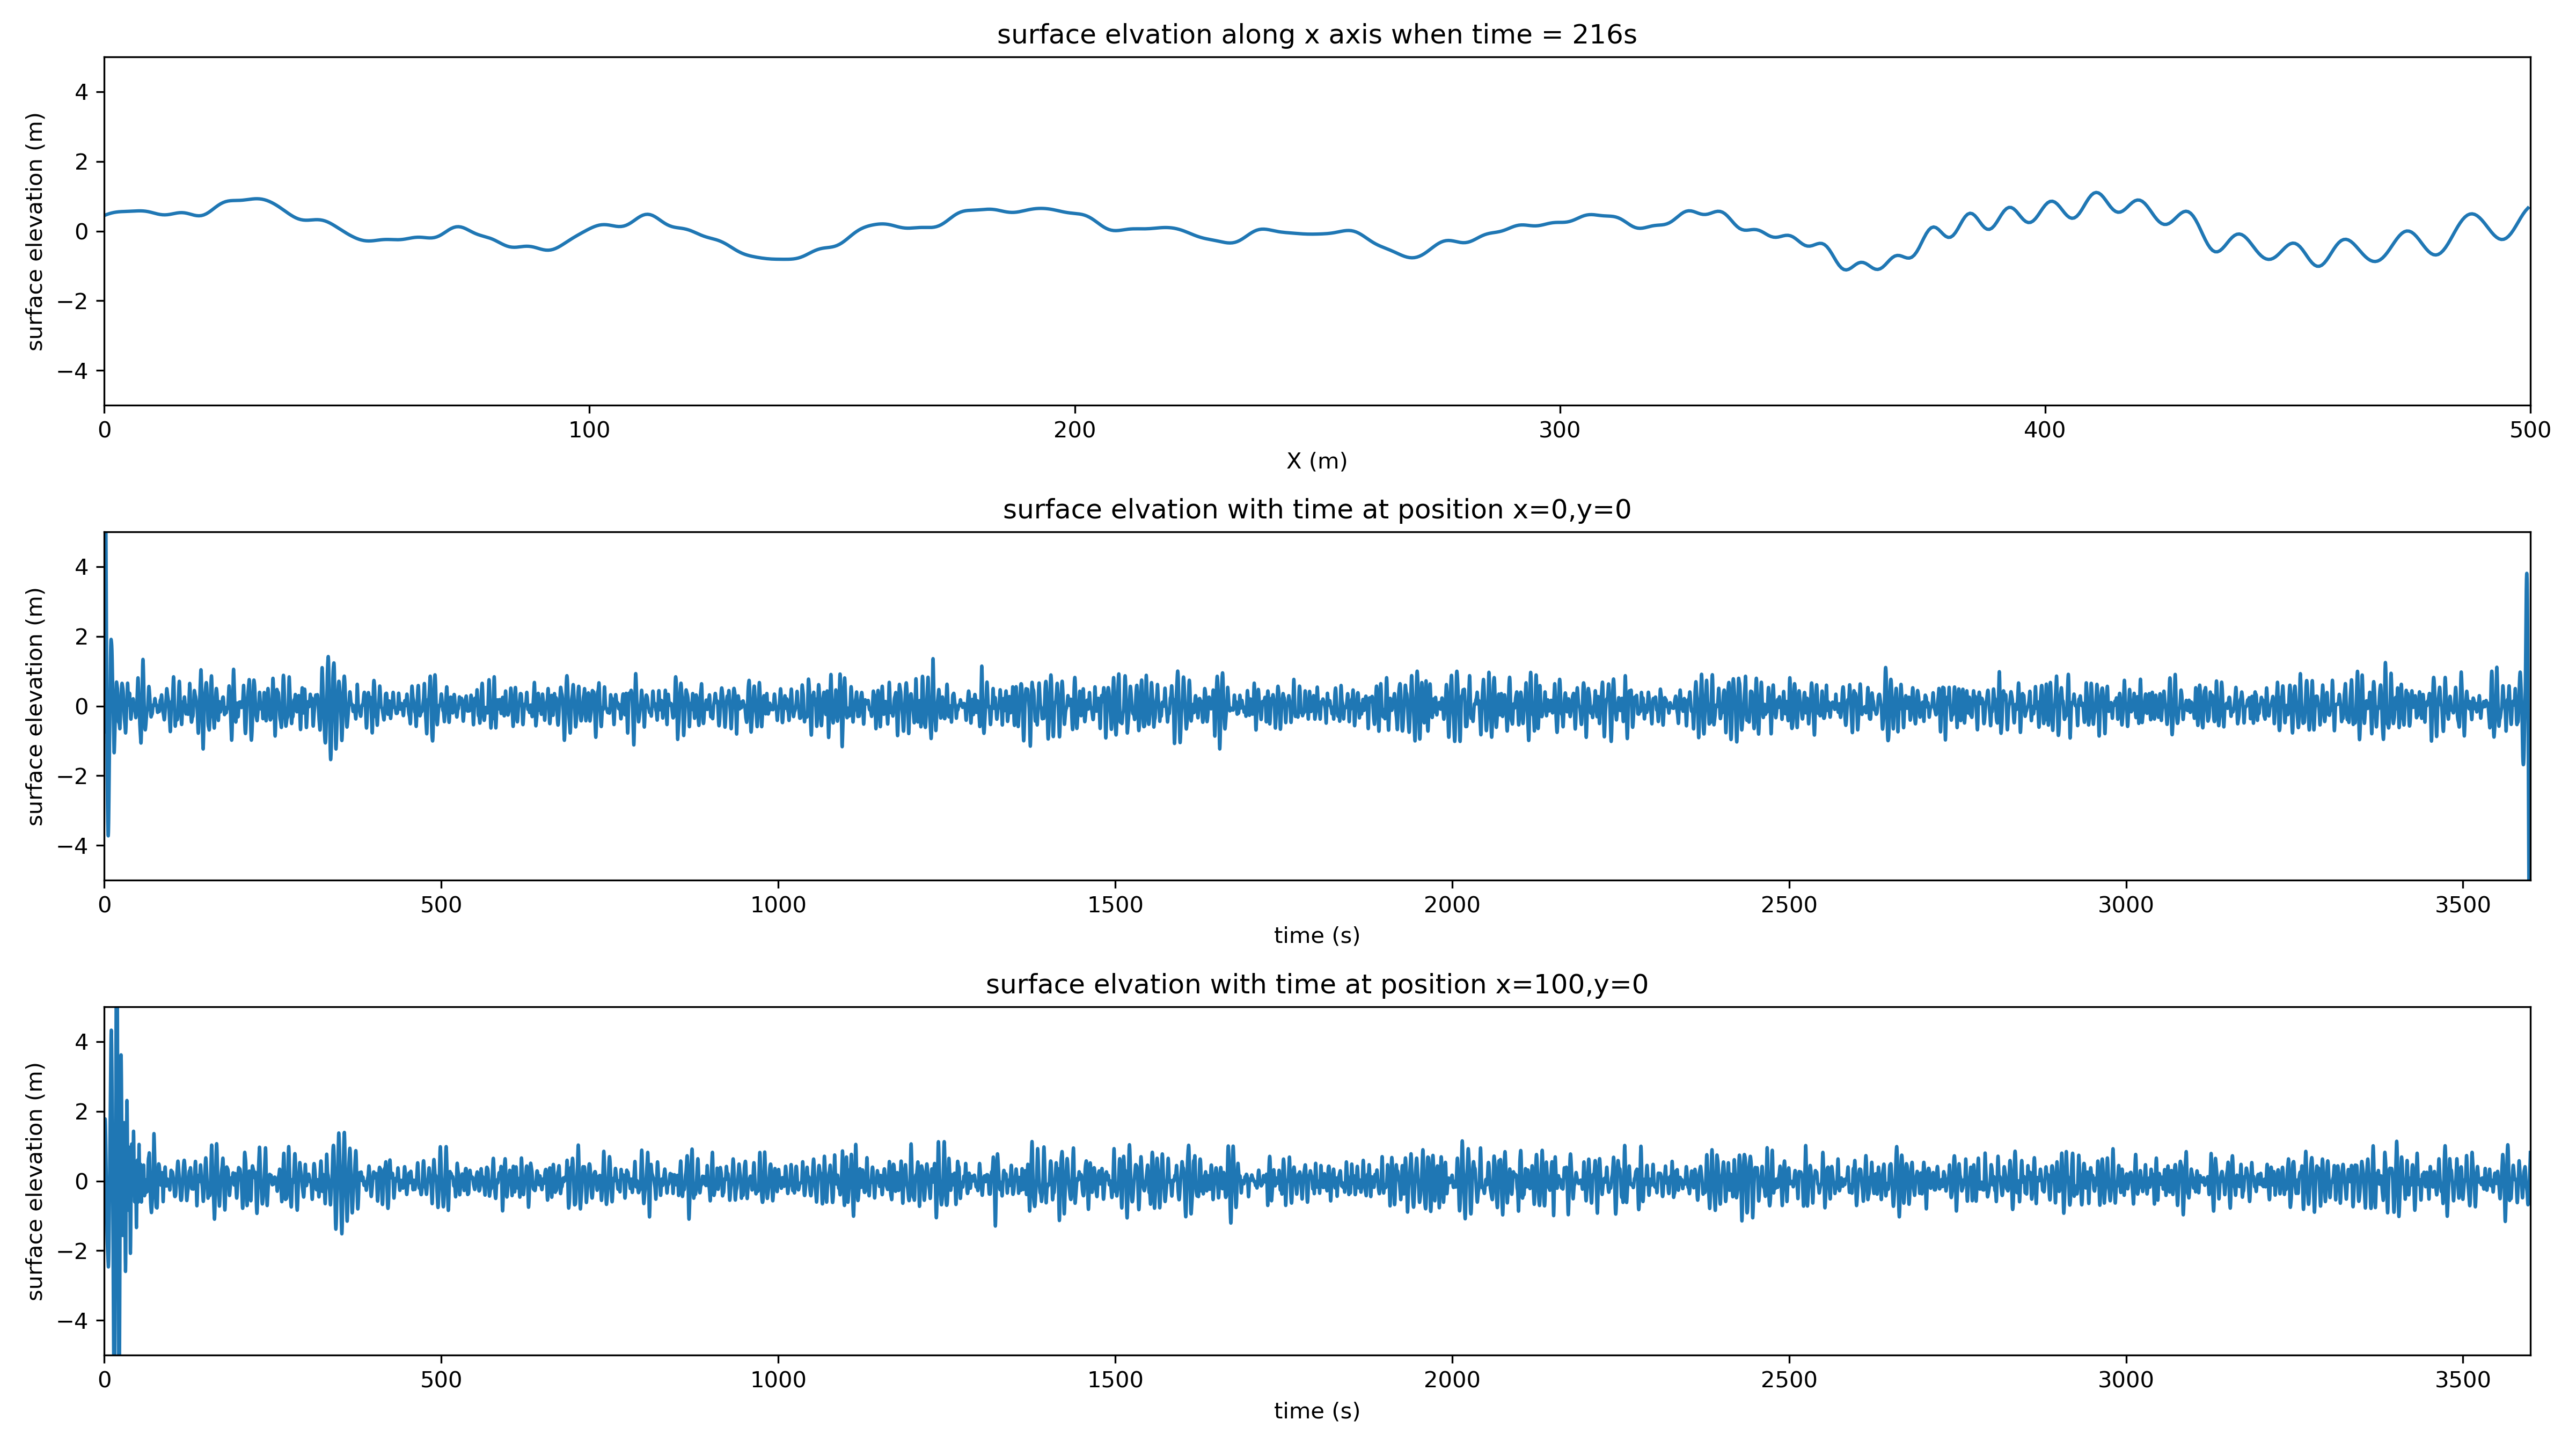 surface elvation along x axis when time = 216s
surface elevation (m)
4
2
0
−2
−4
0 100 200 300 400 500
X (m)
surface elvation with time at position x=0,y=0
surface elevation (m)
4
2
0
−2
−4
0 500 1000 1500 2000 2500 3000 3500
time (s)
surface elvation with time at position x=100,y=0
surface elevation (m)
4
2
0
−2
−4
0 500 1000 1500 2000 2500 3000 3500
time (s)